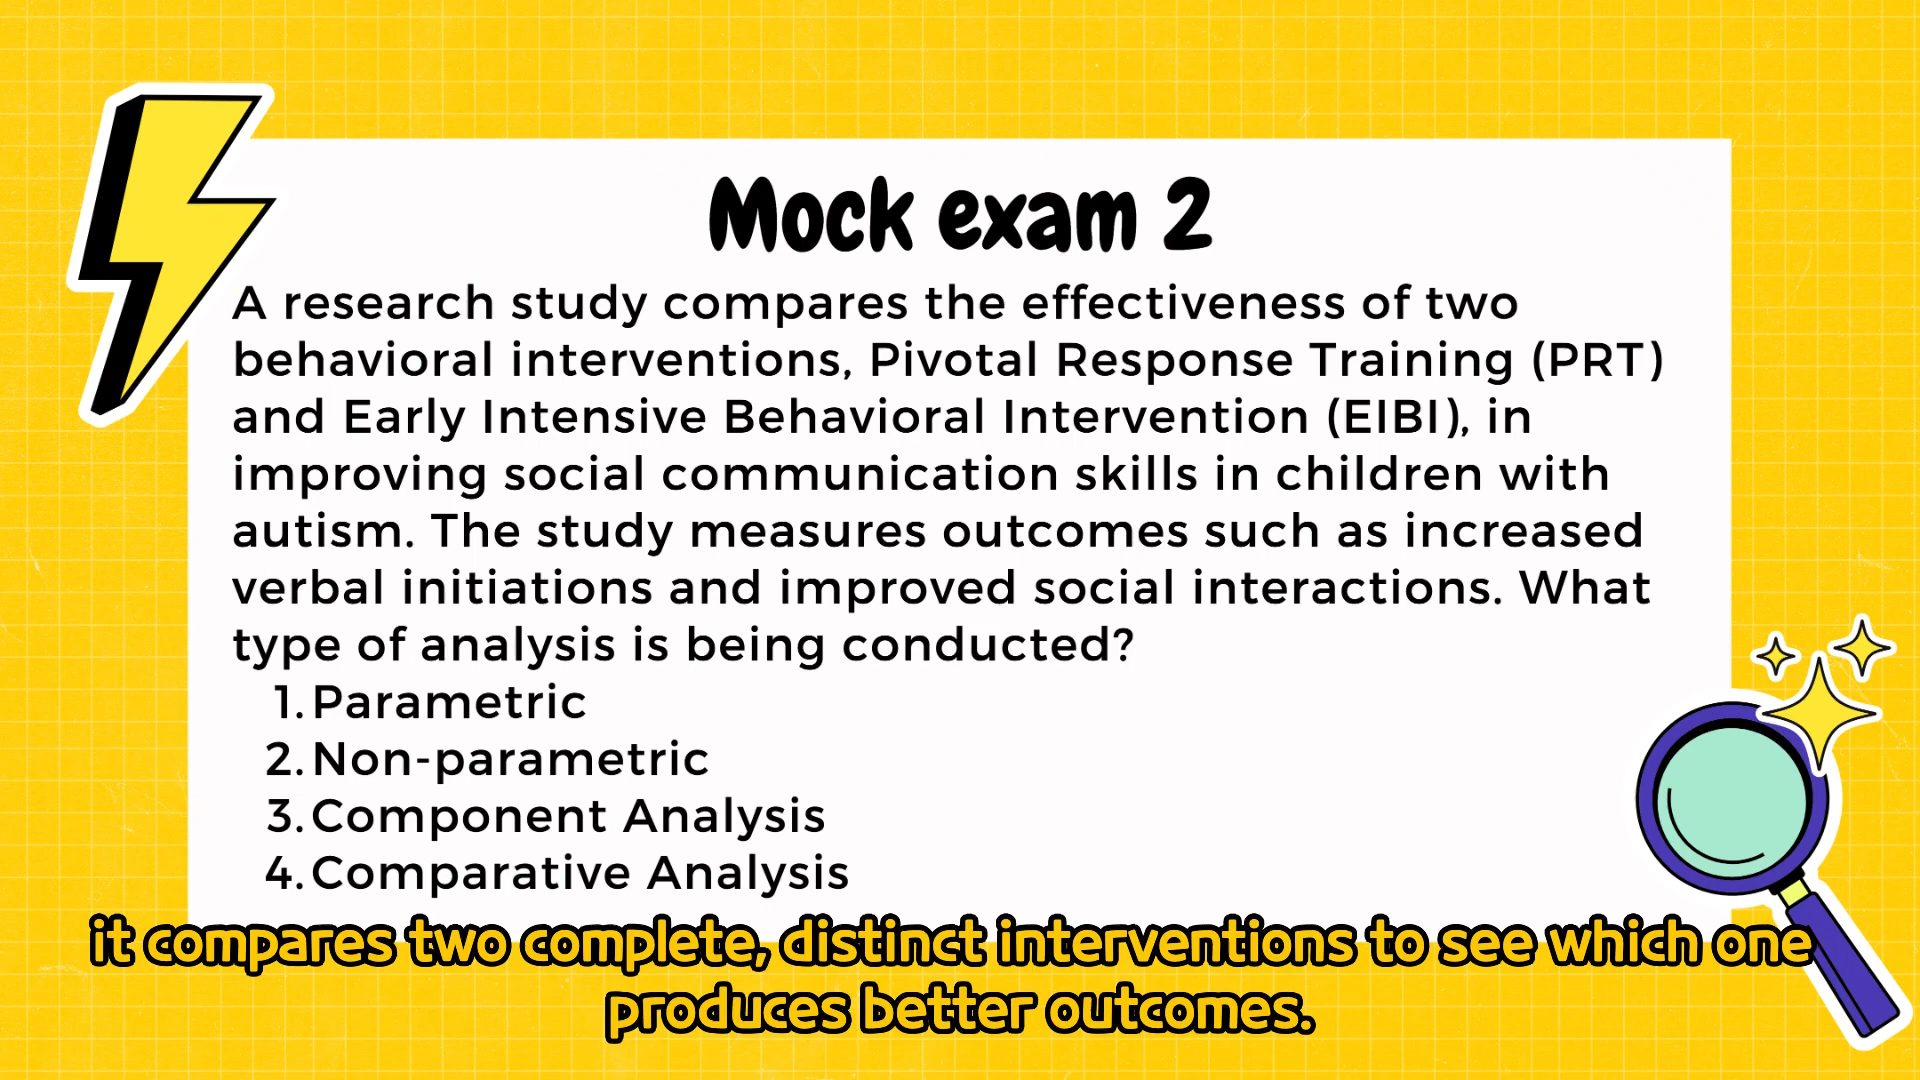 Mock exam 2
A research study compares the effectiveness of two
behavioral interventions, Pivotal Response Training (PRT)
and Early Intensive Behavioral Intervention (EIBI), in
improving social communication skills in children with
autism. The study measures outcomes such as increased
verbal initiations and improved social interactions. What
type of analysis is being conducted?
1. Parametric
2. Non-parametric
3. Component Analysis
4. Comparative Analysis
it compares two complete, distinct interventions to see which one
produces better outcomes.